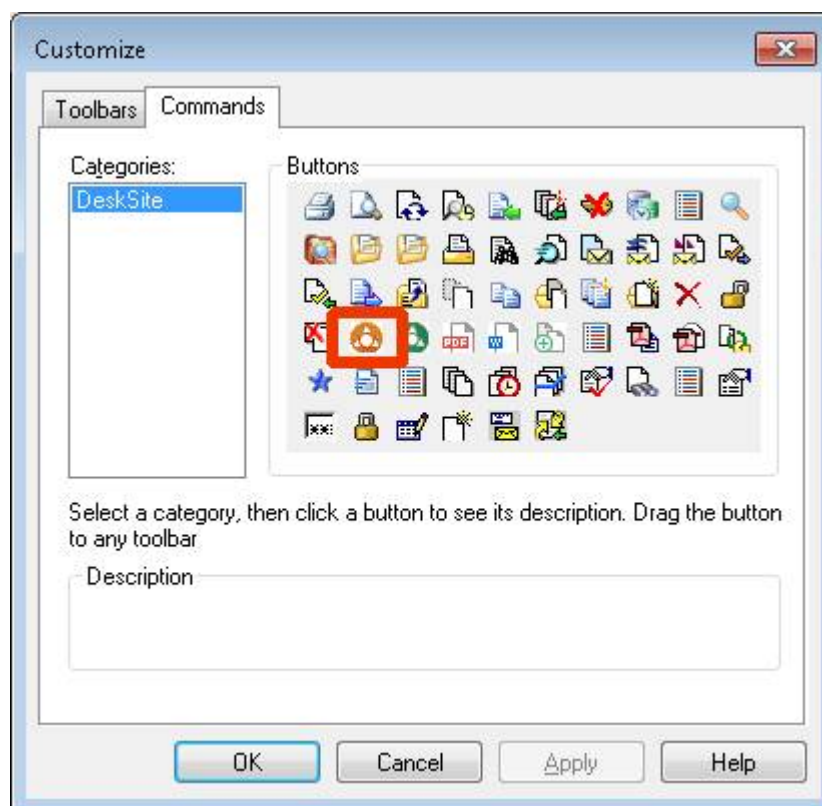 Customize
Toolbars Commands
Categories: Buttons
DeskSite
PDF
W
Select a category, then click a button to see its description. Drag the button
to any toolbar
Description
OK Cancel Apply Help